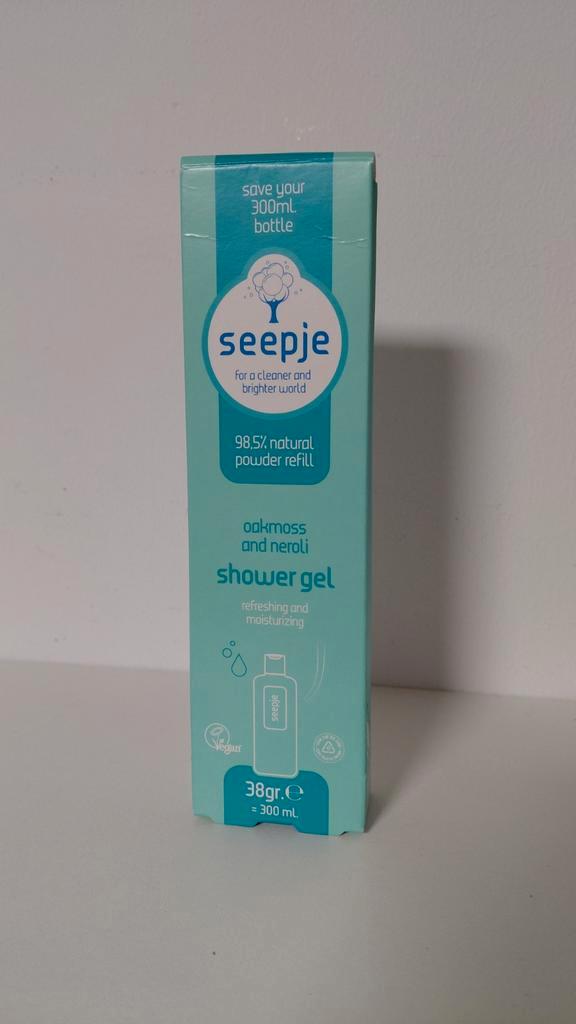 save your
300ml.
bottle
seepje
for a cleaner and
brighter world
98,5% natural
powder refill
oakmoss
and neroli
shower gel
refreshing and
moisturizing
seepje
Vegan
38gr. e
= 300 ml.